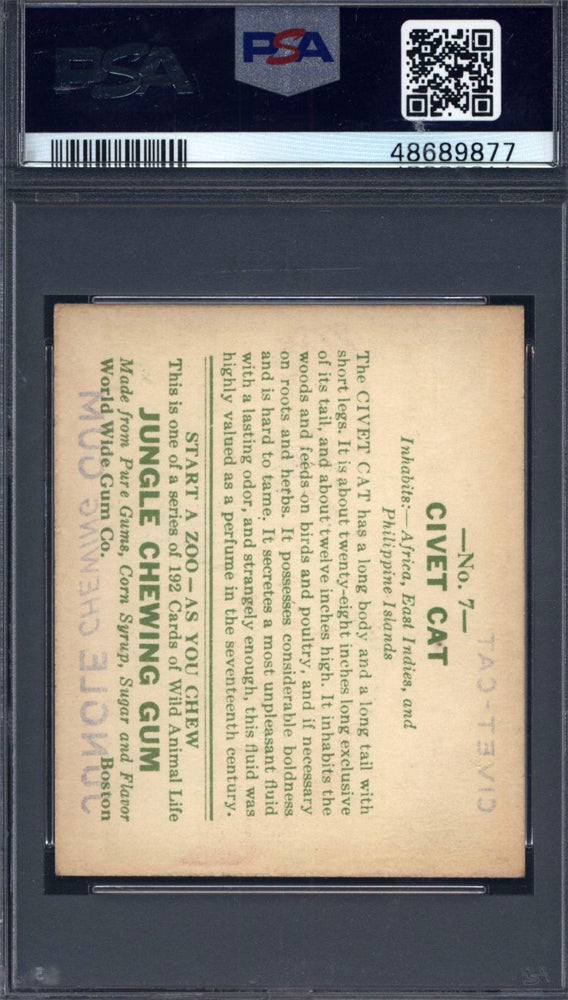 PSA
PSA
48689877
—No. 7—
CIVET CAT
Inhabits:—Africa, East Indies, and
Philippine Islands
The CIVET CAT has a long body and a long tail with
short legs. It is about twenty-eight inches long exclusive
of its tail, and about twelve inches high. It inhabits the
woods and feeds on birds and poultry, and if necessary
on roots and herbs. It possesses considerable boldness
and is hard to tame. It secretes a most unpleasant fluid
with a lasting odor, and strangely enough, this fluid was
highly valued as a perfume in the seventeenth century.
START A ZOO—AS YOU CHEW
This is one of a series of 192 Cards of Wild Animal Life
JUNGLE CHEWING GUM
Made from Pure Gums, Corn Syrup, Sugar and Flavor
World Wide Gum Co. Boston
CIVET-CAT
JUNGLE CHEWING GUM